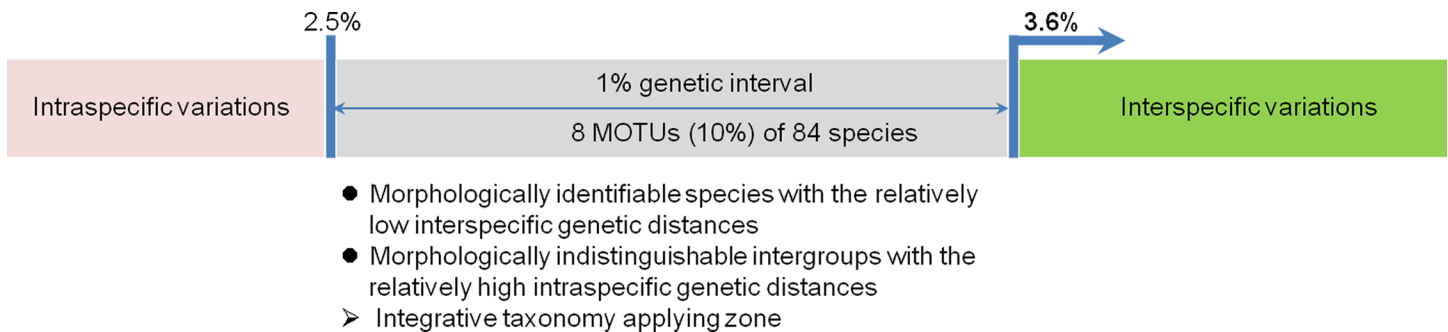 2.5%
3.6%
Intraspecific variations
1% genetic interval
8 MOTUs (10%) of 84 species
Interspecific variations
● Morphologically identifiable species with the relatively
low interspecific genetic distances
● Morphologically indistinguishable intergroups with the
relatively high intraspecific genetic distances
➢ Integrative taxonomy applying zone